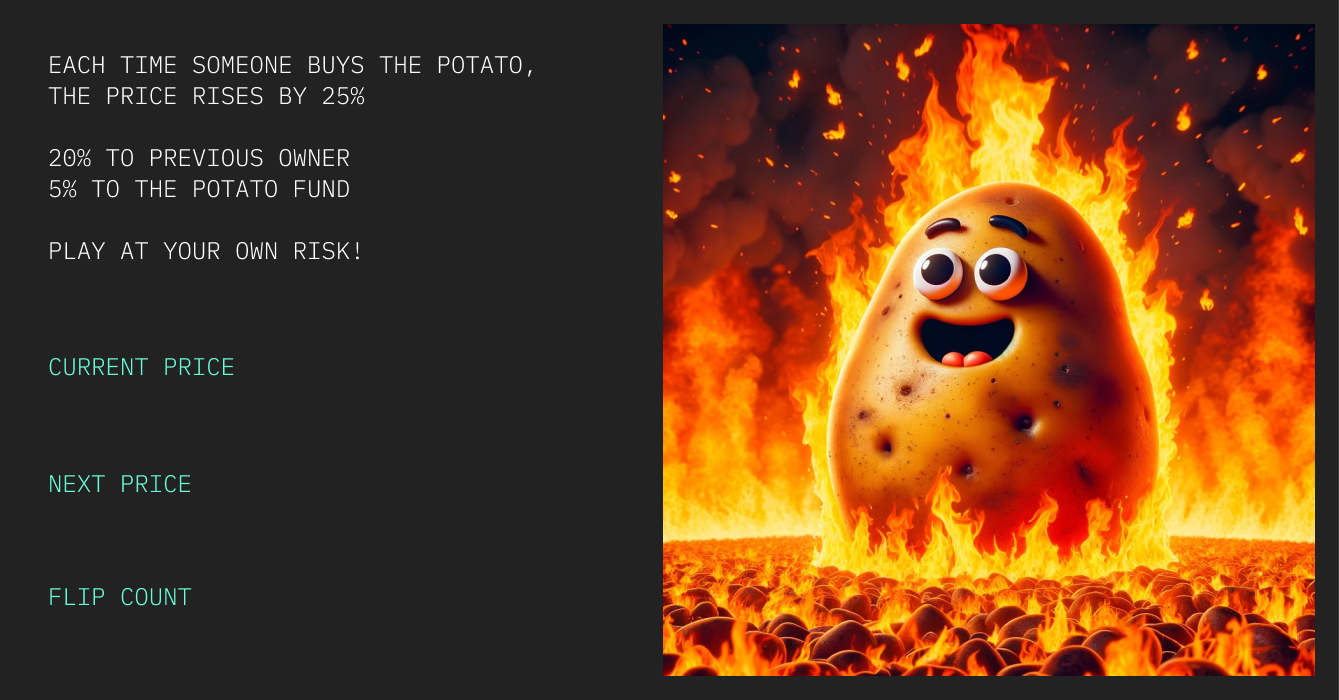 EACH TIME SOMEONE BUYS THE POTATO,
THE PRICE RISES BY 25%
20% TO PREVIOUS OWNER
5% TO THE POTATO FUND
PLAY AT YOUR OWN RISK!
CURRENT PRICE
NEXT PRICE
FLIP COUNT